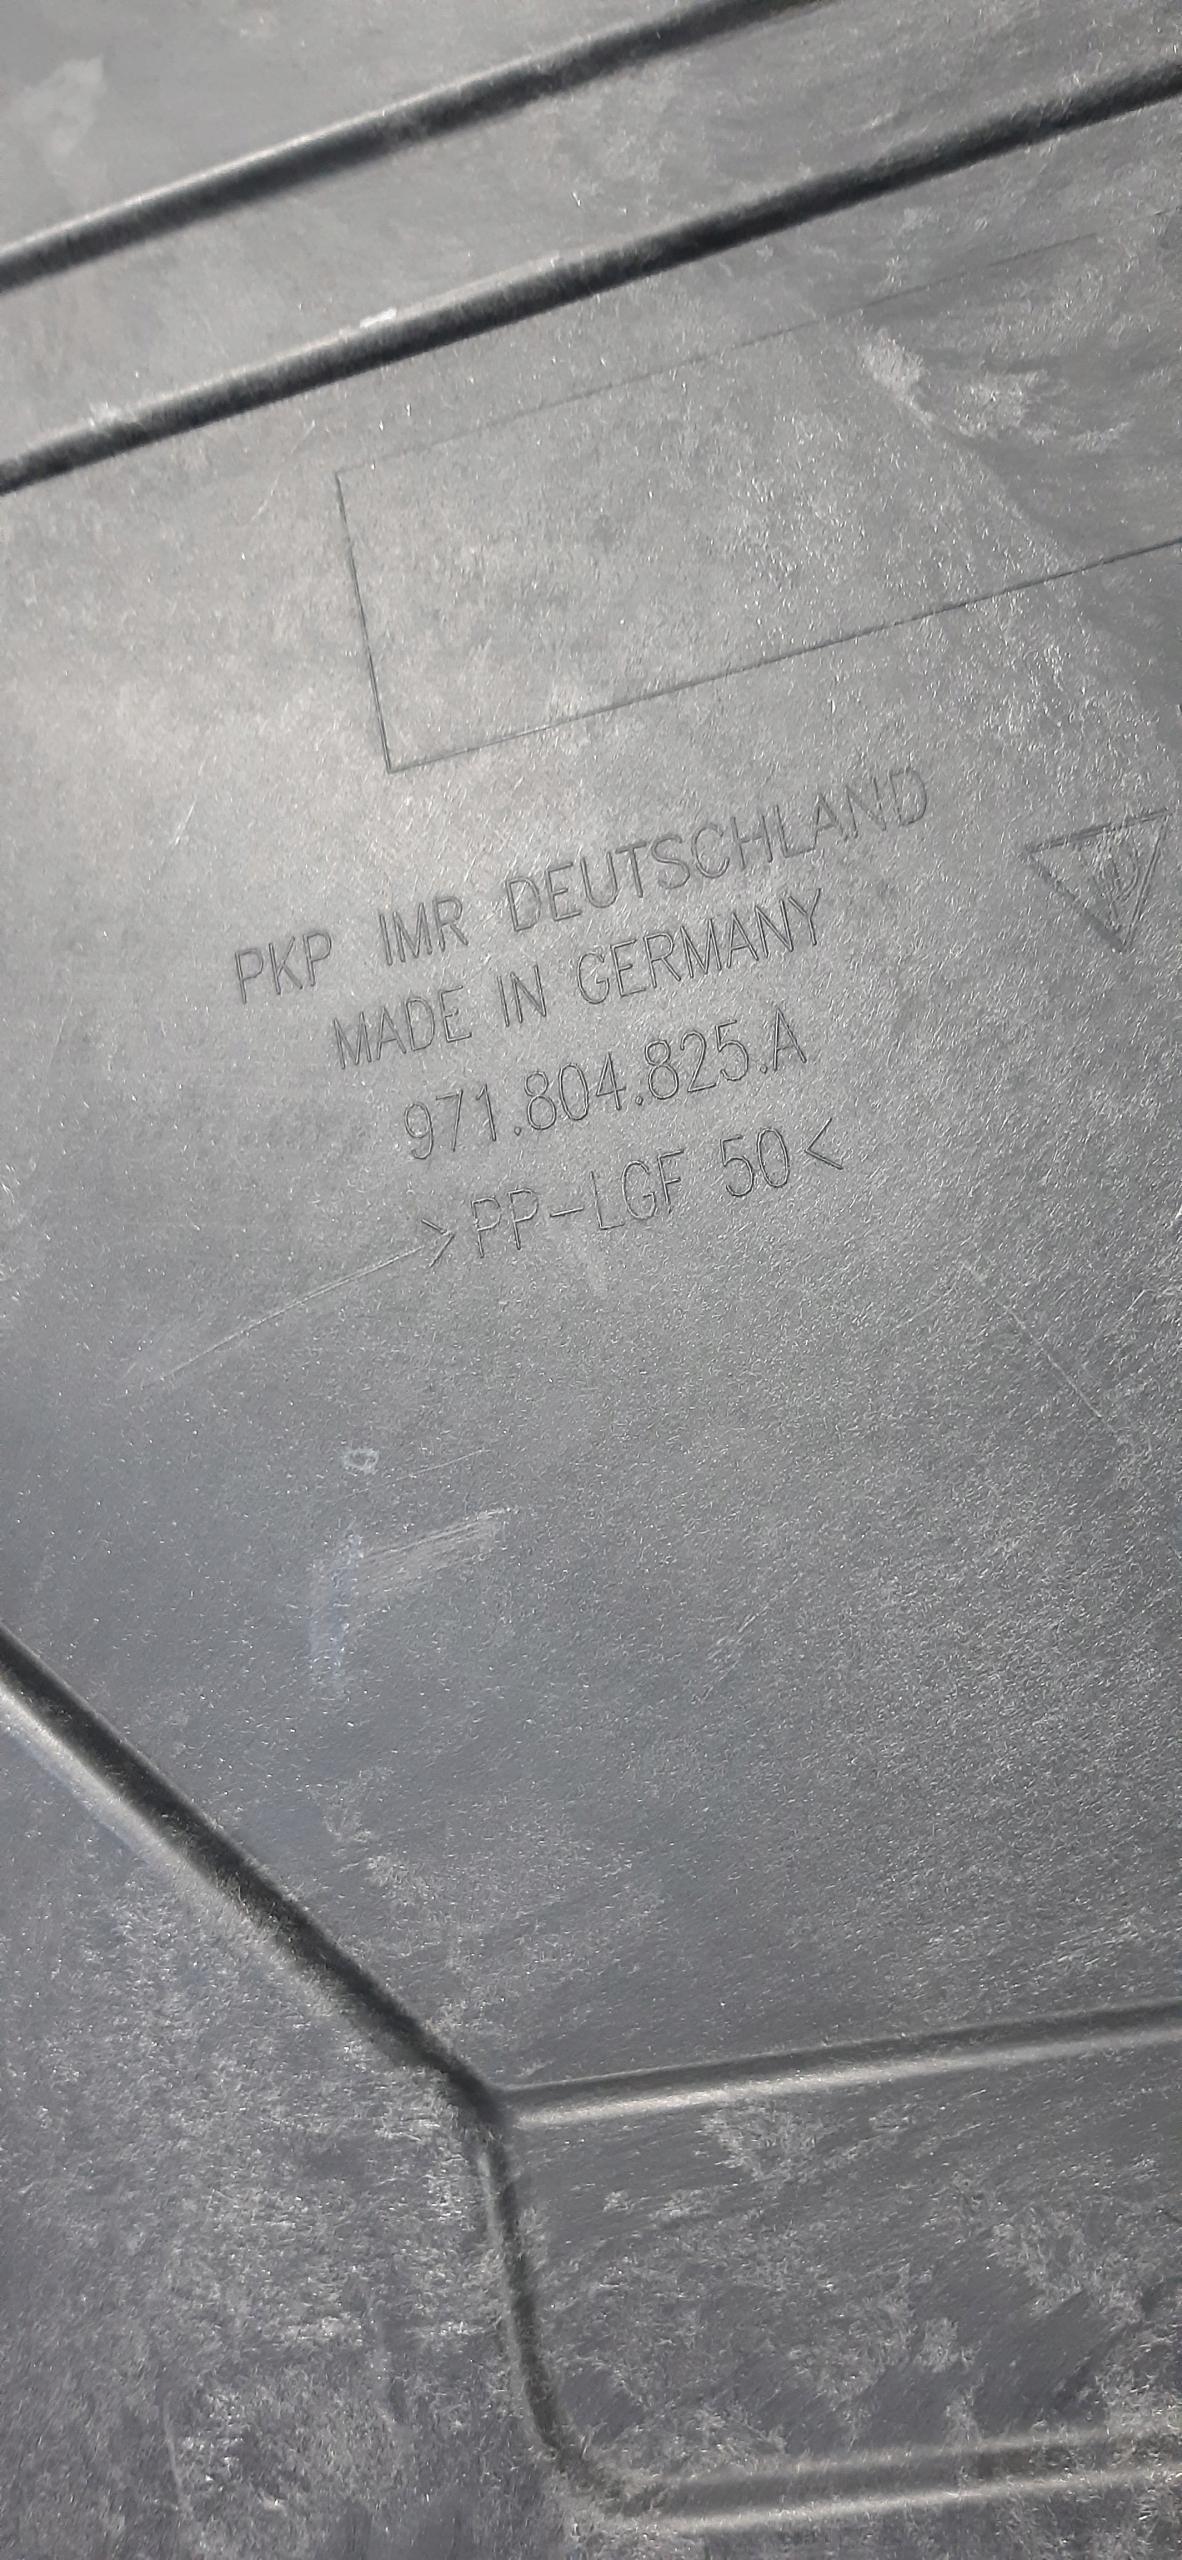 PKP IMR DEUTSCHLAND
MADE IN GERMANY
971.804.825.A
>PP-LGF 50<